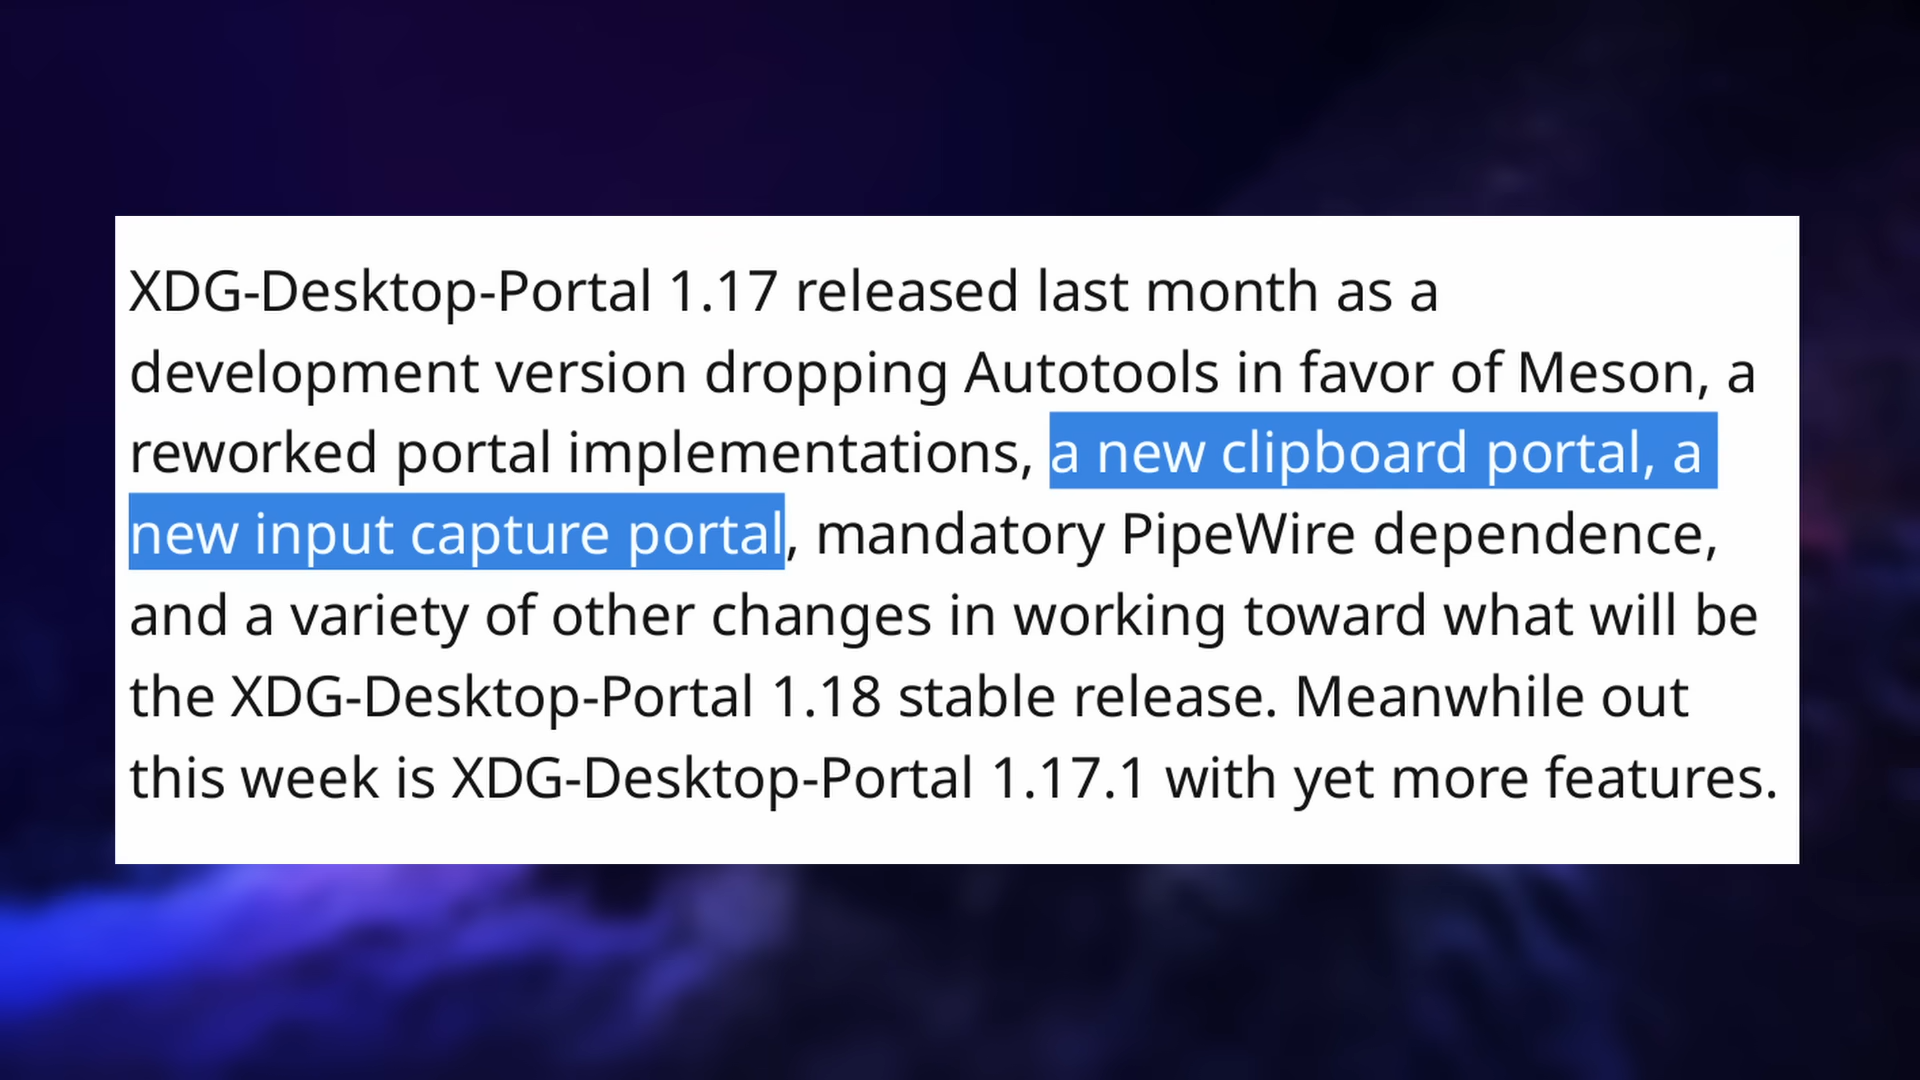 XDG-Desktop-Portal 1.17 released last month as a
development version dropping Autotools in favor of Meson, a
reworked portal implementations, a new clipboard portal, a
new input capture portal, mandatory PipeWire dependence,
and a variety of other changes in working toward what will be
the XDG-Desktop-Portal 1.18 stable release. Meanwhile out
this week is XDG-Desktop-Portal 1.17.1 with yet more features.